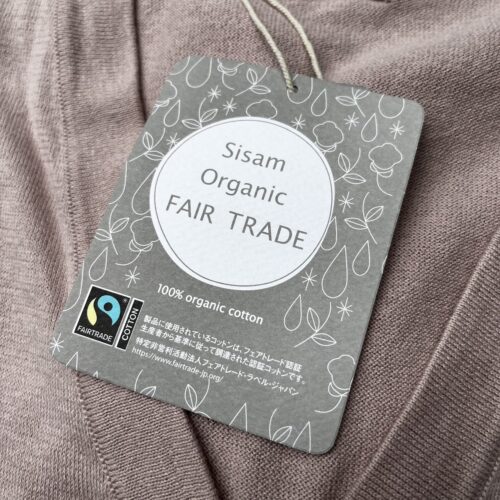 Sisam
Organic
FAIR TRADE
100% organic cotton
FAIRTRADE
COTTON
製品に使用されているコットンは、フェアトレード認証
生産者から基準に従って調達された認証コットンです。
特定非営利活動法人フェアトレード・ラベル・ジャパン
https://www.fairtrade-jp.org/